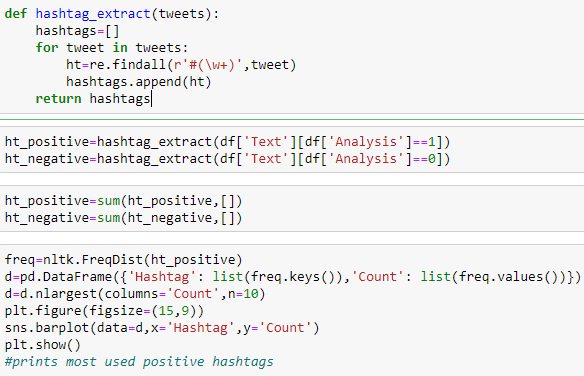 def hashtag_extract(tweets):
    hashtags=[]
    for tweet in tweets:
        ht=re.findall(r'#(\w+)',tweet)
        hashtags.append(ht)
    return hashtags
ht_positive=hashtag_extract(df['Text'][df['Analysis']==1])
ht_negative=hashtag_extract(df['Text'][df['Analysis']==0])
ht_positive=sum(ht_positive,[])
ht_negative=sum(ht_negative,[])
freq=nltk.FreqDist(ht_positive)
d=pd.DataFrame({'Hashtag': list(freq.keys()),'Count': list(freq.values())})
d=d.nlargest(columns='Count',n=10)
plt.figure(figsize=(15,9))
sns.barplot(data=d,x='Hashtag',y='Count')
plt.show()
#prints most used positive hashtags